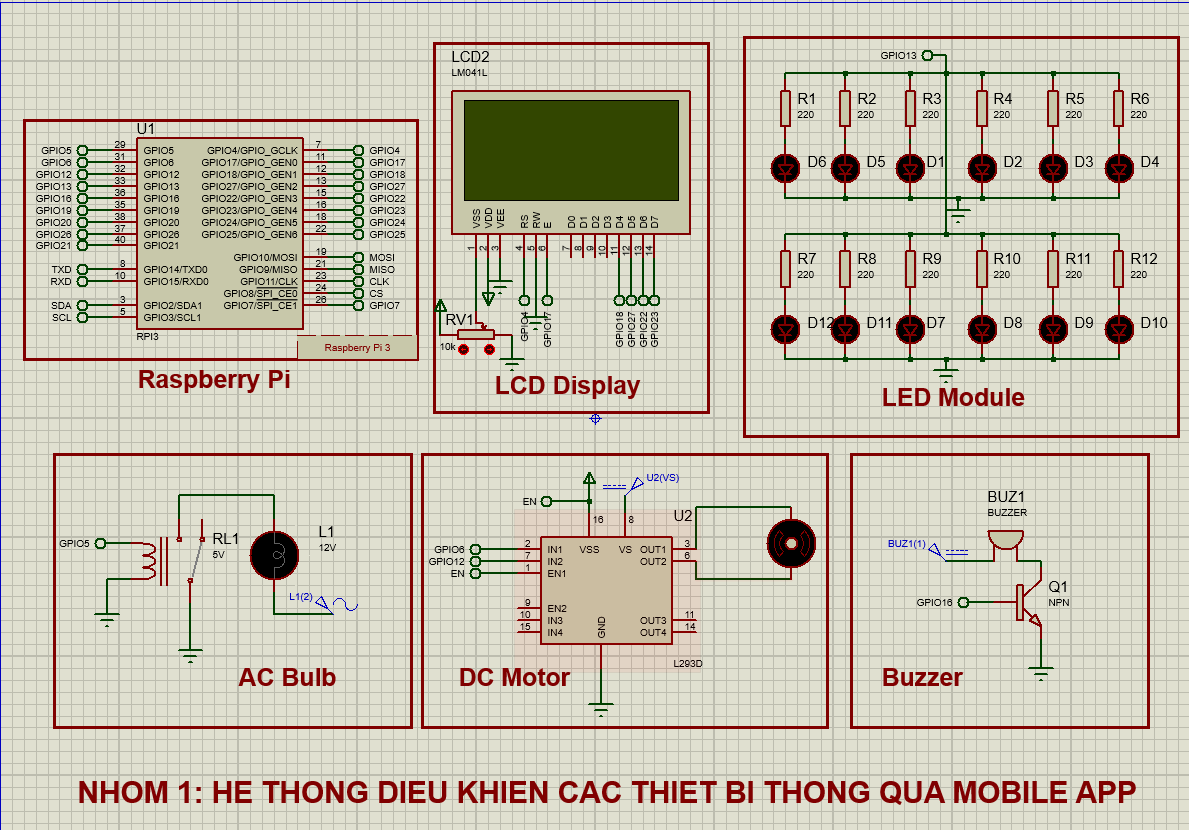 U1
29 GPIO5 GPIO5
31 GPIO6 GPIO6
32 GPIO12 GPIO12
33 GPIO13 GPIO13
36 GPIO16 GPIO16
35 GPIO19 GPIO19
38 GPIO20 GPIO20
37 GPIO26 GPIO26
40 GPIO21 GPIO21
TXD 8 GPIO14/TXD0
RXD 10 GPIO15/RXD0
SDA 3 GPIO2/SDA1
SCL 5 GPIO3/SCL1
GPIO4/GPIO_GCLK 7 GPIO4
GPIO17/GPIO_GEN0 11 GPIO17
GPIO18/GPIO_GEN1 12 GPIO18
GPIO27/GPIO_GEN2 13 GPIO27
GPIO22/GPIO_GEN3 15 GPIO22
GPIO23/GPIO_GEN4 16 GPIO23
GPIO24/GPIO_GEN5 18 GPIO24
GPIO25/GPIO_GEN6 22 GPIO25
GPIO10/MOSI 19 MOSI
GPIO9/MISO 21 MISO
GPIO11/CLK 23 CLK
GPIO8/SPI_CE0 24 CS
GPIO7/SPI_CE1 26 GPIO7
RPI3
Raspberry Pi 3
Raspberry Pi
LCD2
LM041L
VSS VDD VEE RS RW E D0 D1 D2 D3 D4 D5 D6 D7
1 2 3 4 5 6 7 8 9 10 11 12 13 14
RV1
10k
GPIO4 GPIO17 GPIO18 GPIO27 GPIO22 GPIO23
LCD Display
GPIO13
R1 R2 R3 R4 R5 R6
220 220 220 220 220 220
D6 D5 D1 D2 D3 D4
R7 R8 R9 R10 R11 R12
220 220 220 220 220 220
D12 D11 D7 D8 D9 D10
LED Module
GPIO5
RL1
5V
L1
12V
L1(2)
AC Bulb
EN
U2(VS)
16 8 U2
GPIO6 2 IN1 VSS VS OUT1 3
GPIO12 7 IN2 OUT2 6
EN 1 EN1
9 EN2
10 IN3 GND OUT3 11
15 IN4 OUT4 14
L293D
DC Motor
BUZ1
BUZZER
BUZ1(1)
Q1
GPIO16 NPN
Buzzer
NHOM 1: HE THONG DIEU KHIEN CAC THIET BI THONG QUA MOBILE APP